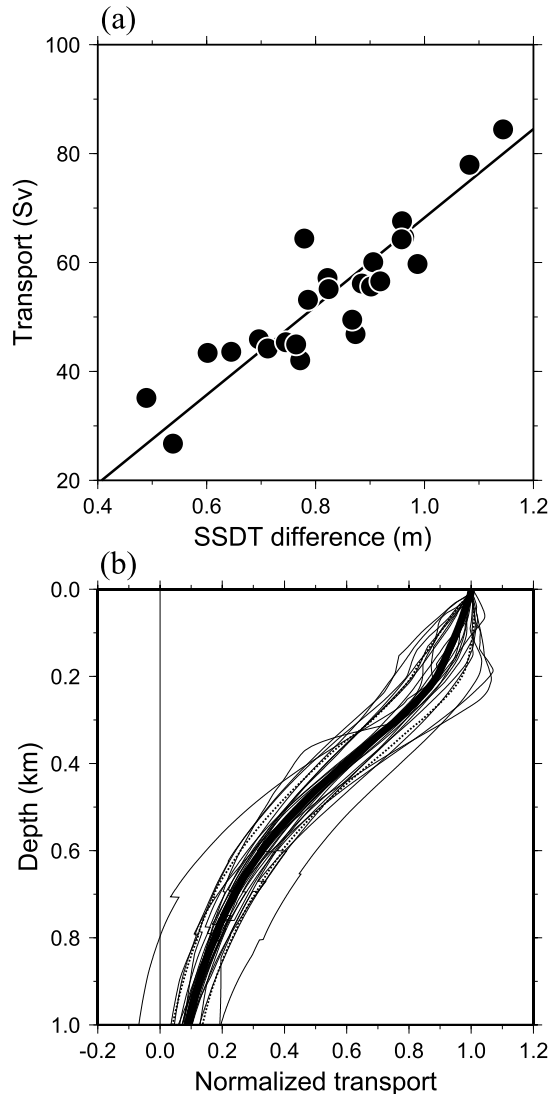 (a)
100
80
60
40
20
Transport (Sv)
0.4 0.6 0.8 1.0 1.2
SSDT difference (m)
(b)
0.0
0.2
0.4
0.6
0.8
1.0
Depth (km)
-0.2 0.0 0.2 0.4 0.6 0.8 1.0 1.2
Normalized transport